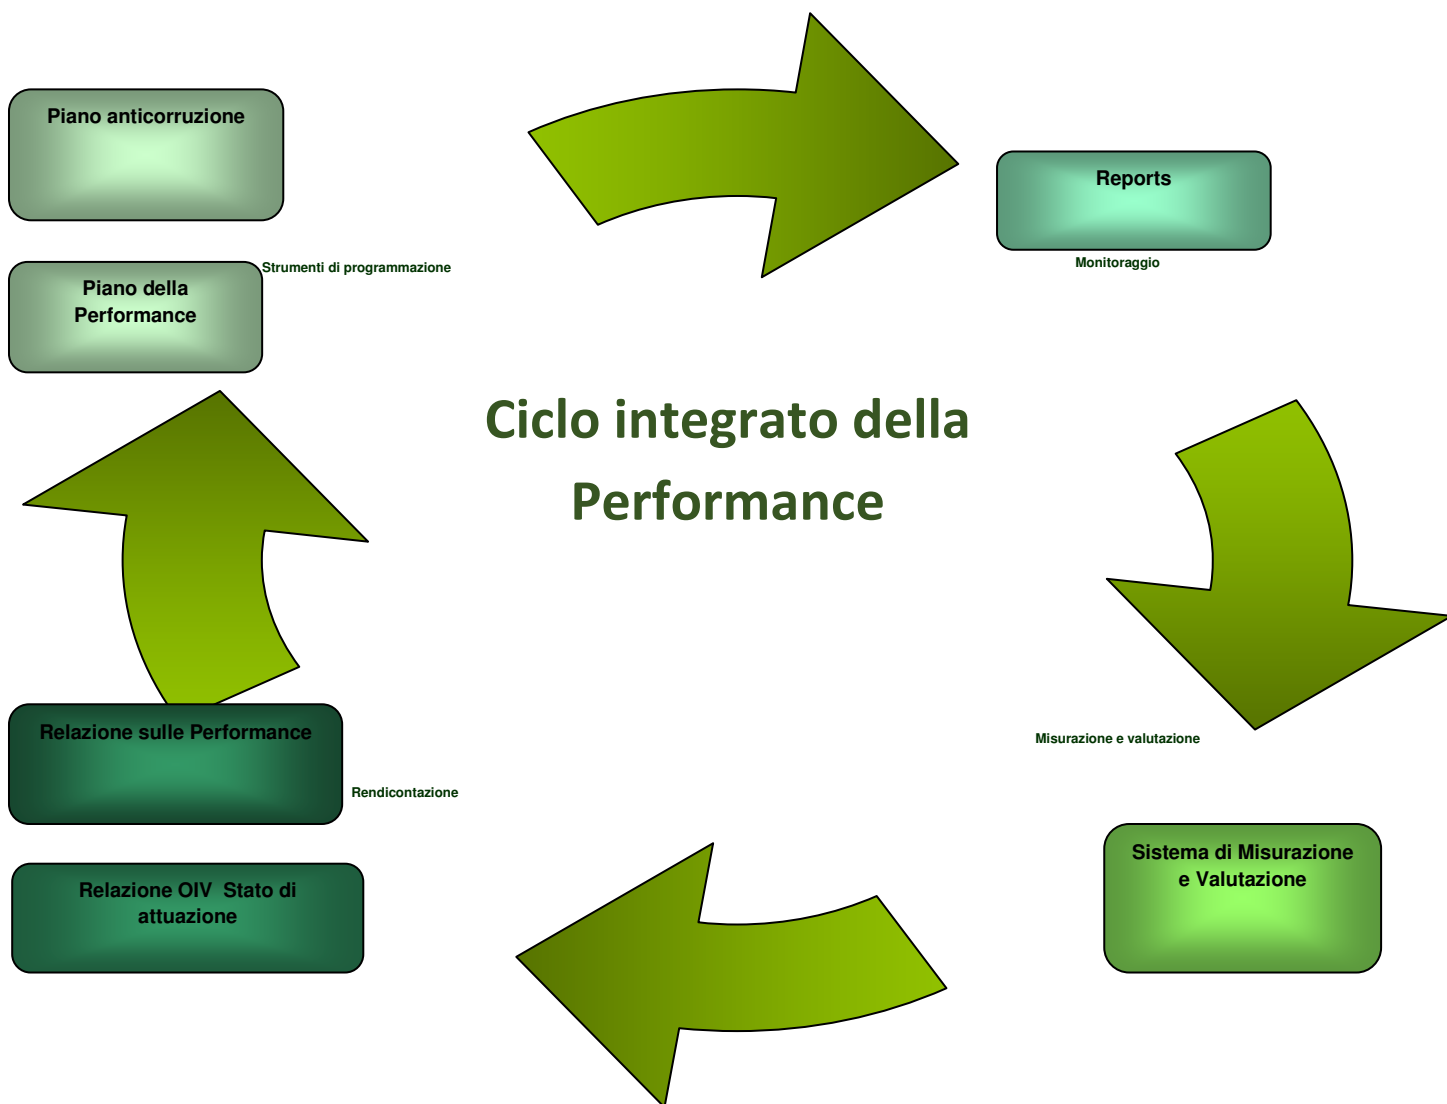 Piano anticorruzione
Reports
Strumenti di programmazione
Monitoraggio
Piano della
Performance
Ciclo integrato della
Performance
Relazione sulle Performance
Misurazione e valutazione
Rendicontazione
Sistema di Misurazione
e Valutazione
Relazione OIV  Stato di
attuazione